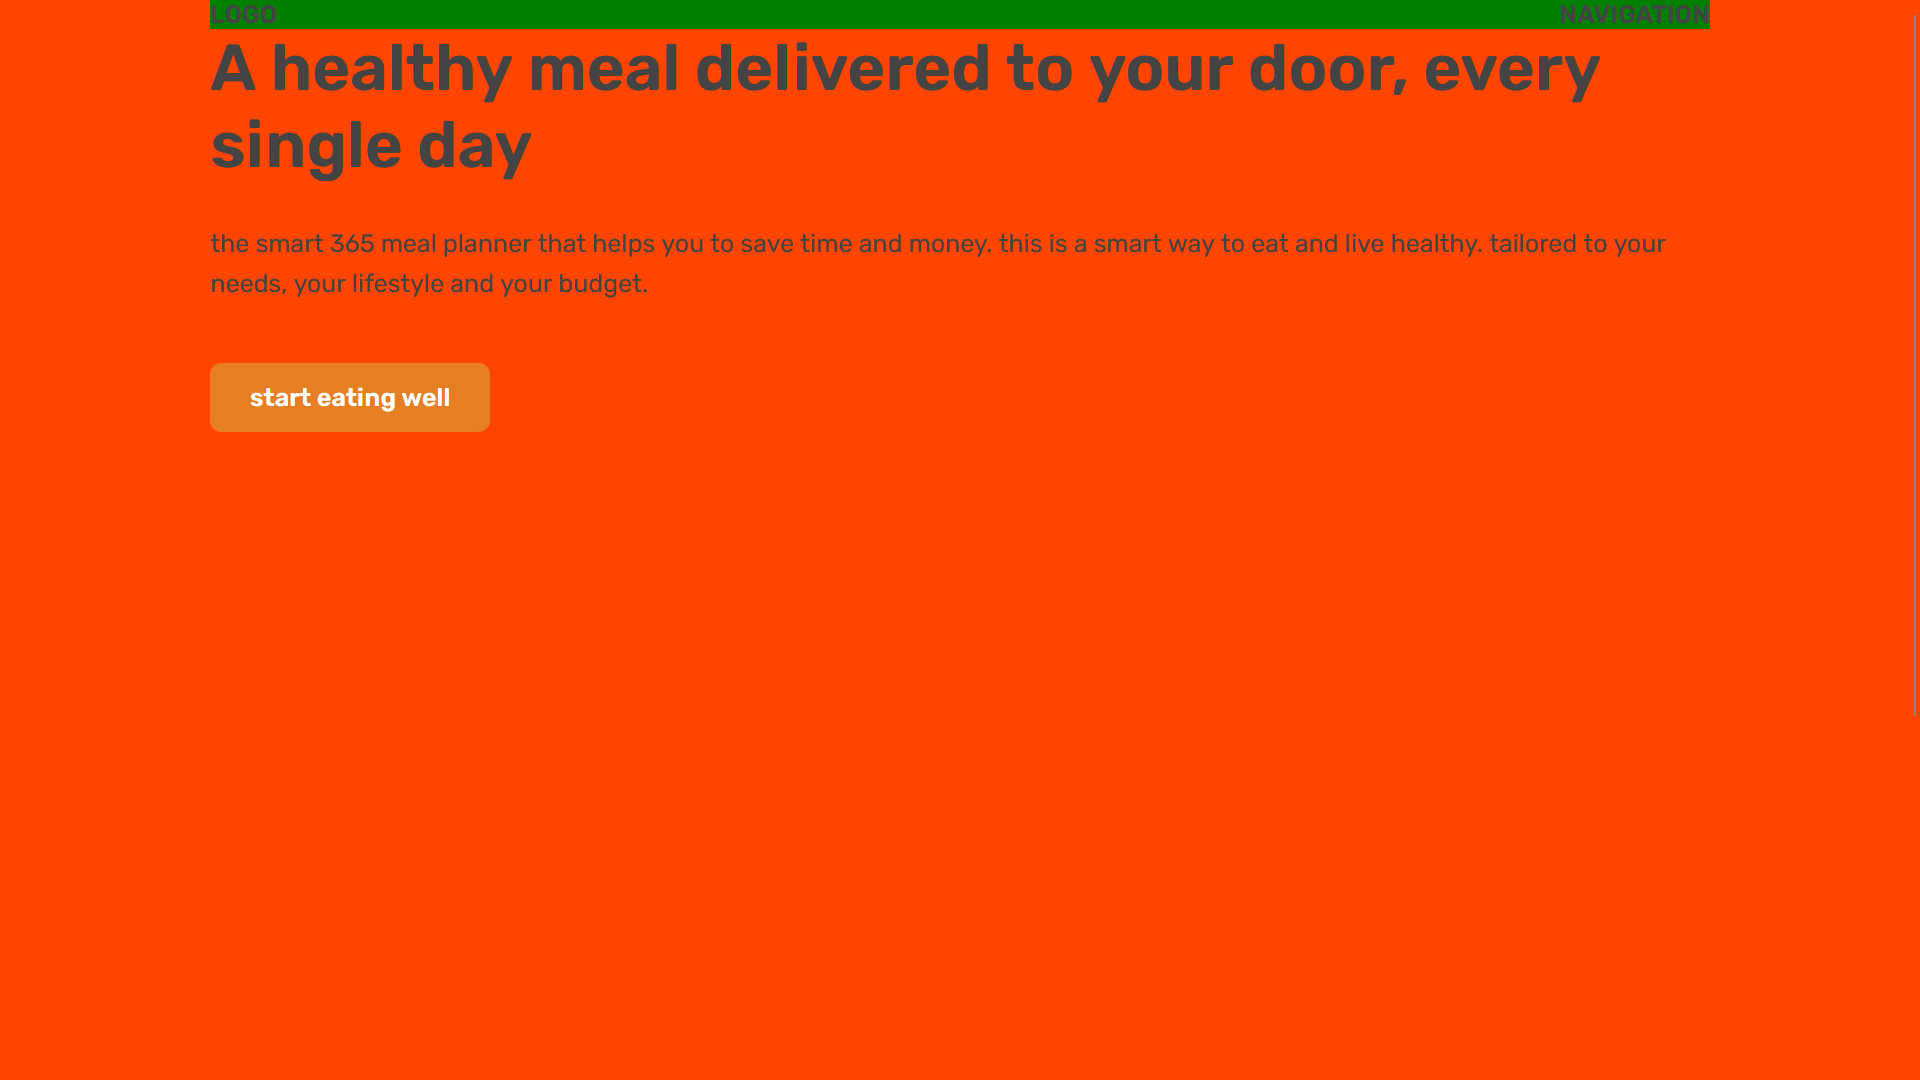 LOGO NAVIGATION
A healthy meal delivered to your door, every
single day
the smart 365 meal planner that helps you to save time and money. this is a smart way to eat and live healthy. tailored to your
needs, your lifestyle and your budget.
start eating well